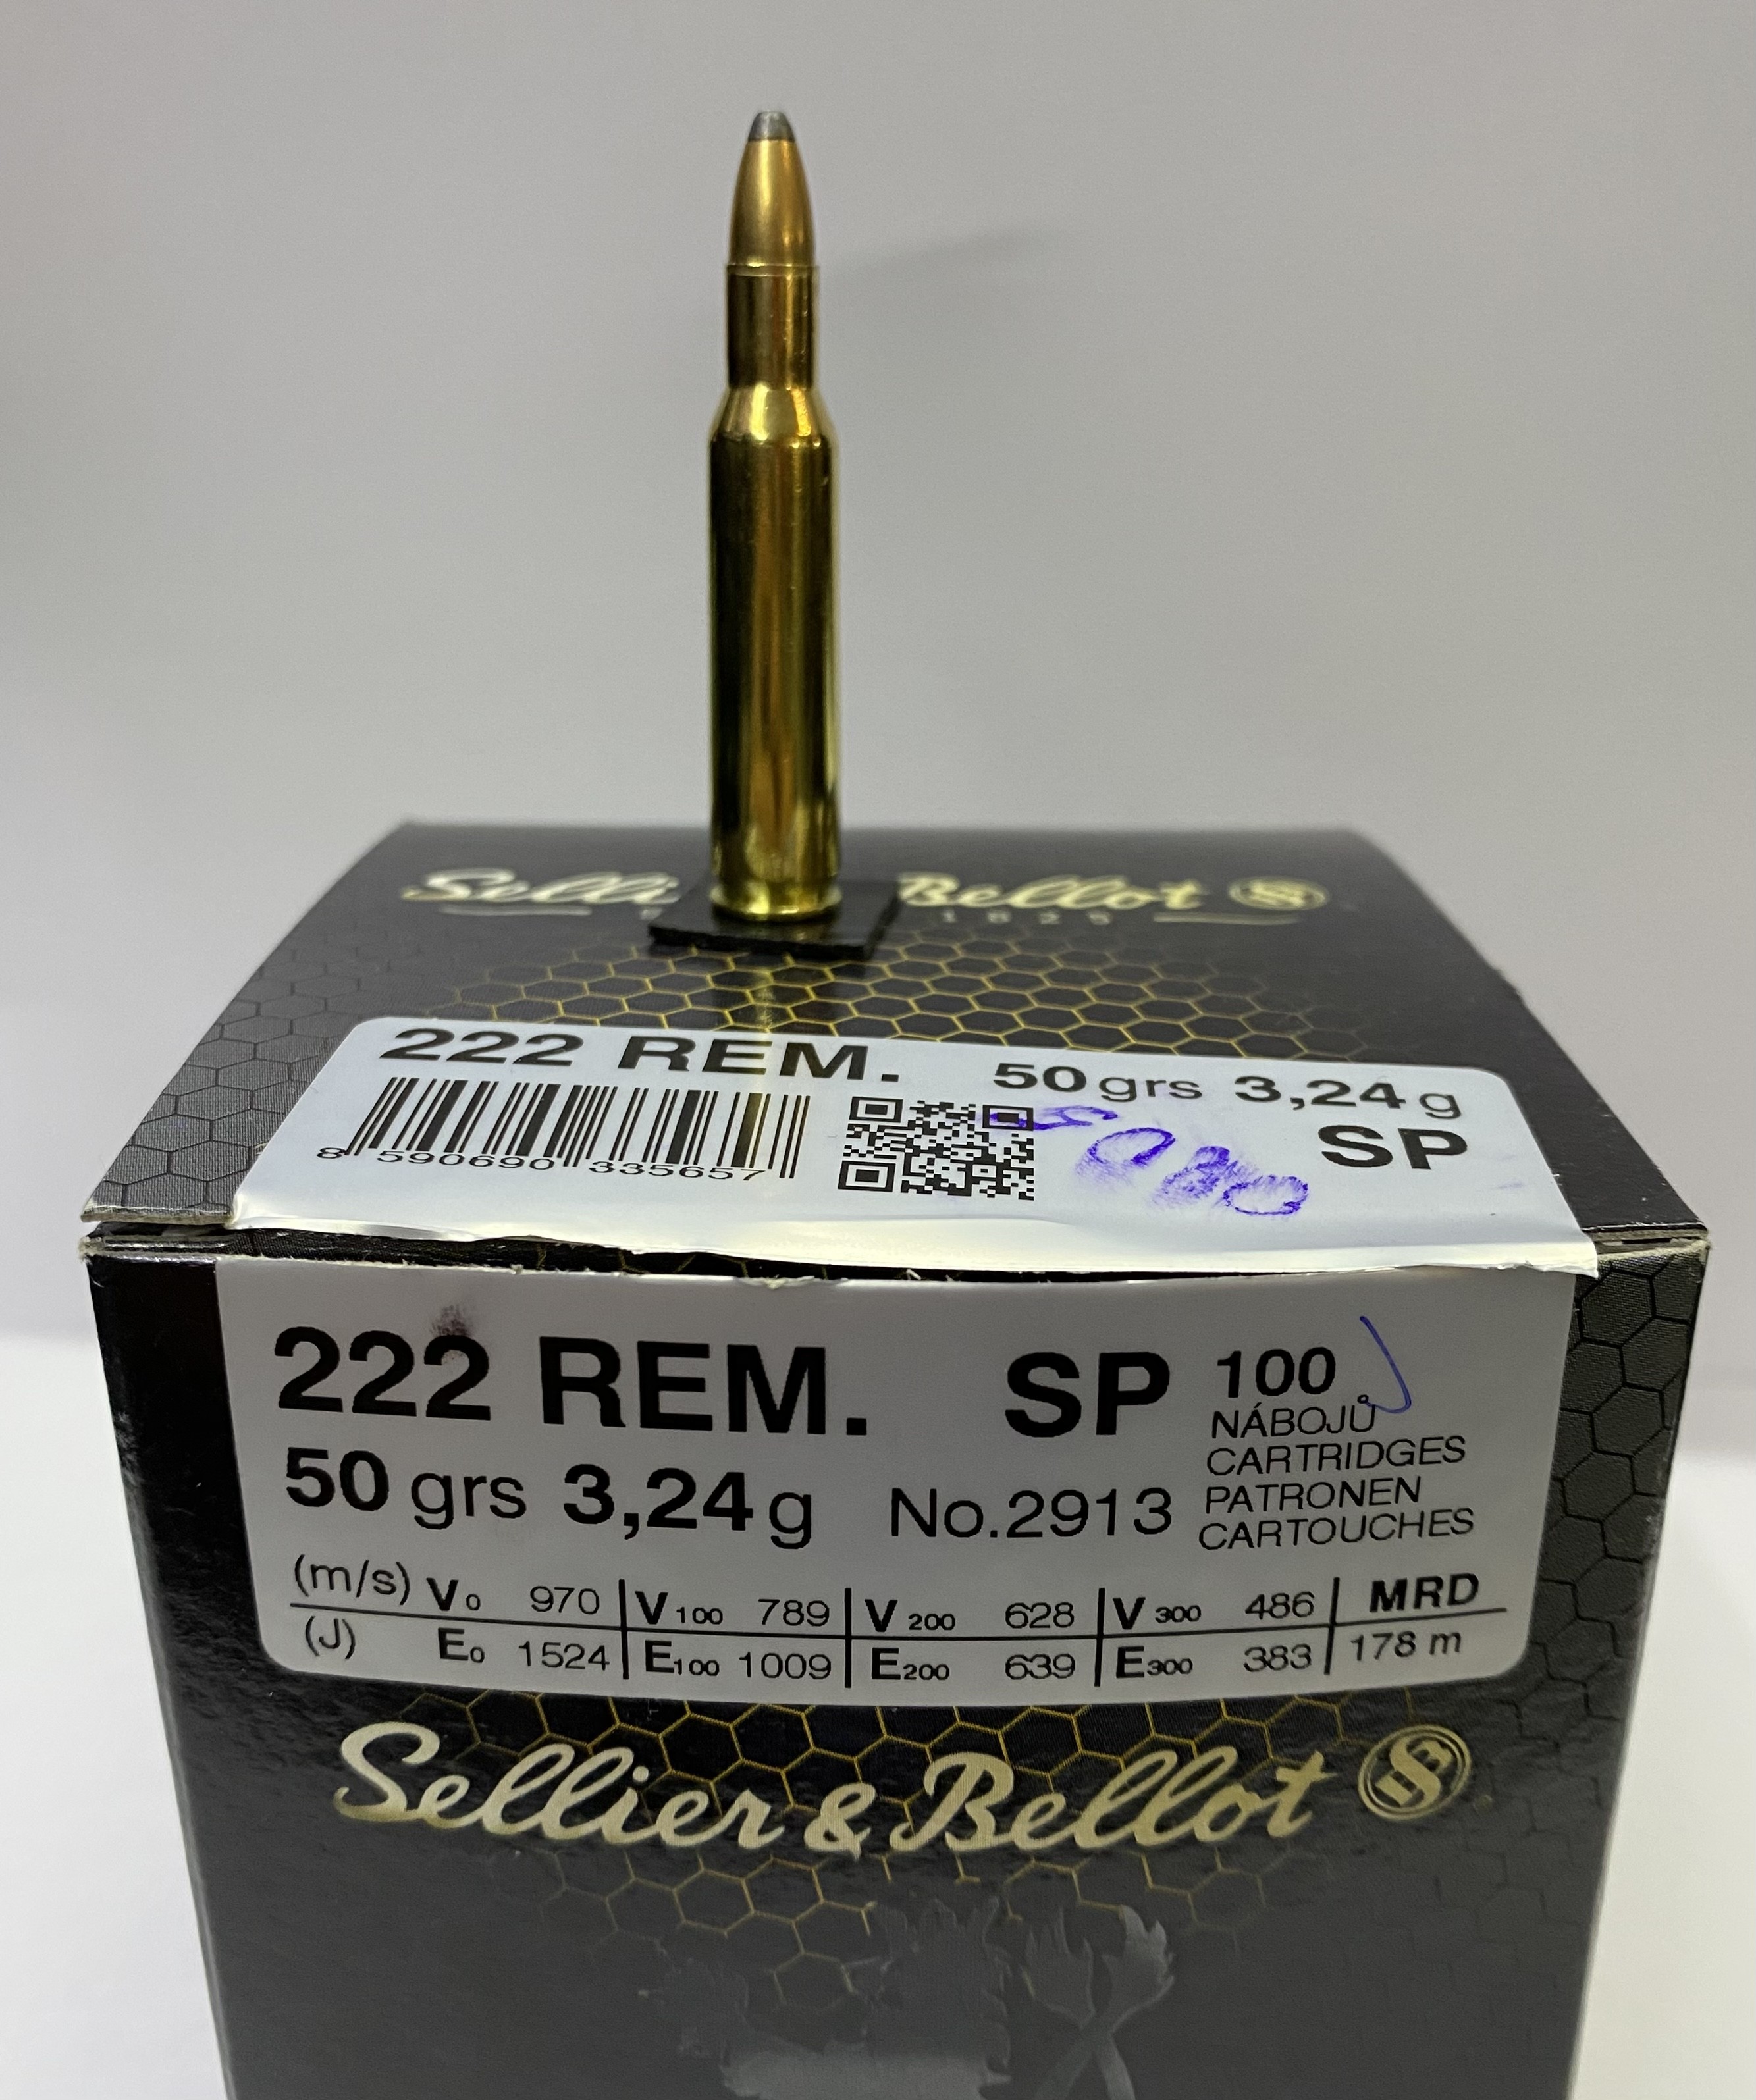 Sellier & Bellot
1825
222 REM. 50 grs 3,24 g
SP
8 590690 335657
222 REM. SP 100
50 grs 3,24 g No.2913
NÁBOJŮ
CARTRIDGES
PATRONEN
CARTOUCHES
(m/s) V0 970 V100 789 V200 628 V300 486 MRD
(J) E0 1524 E100 1009 E200 639 E300 383 178 m
Sellier & Bellot